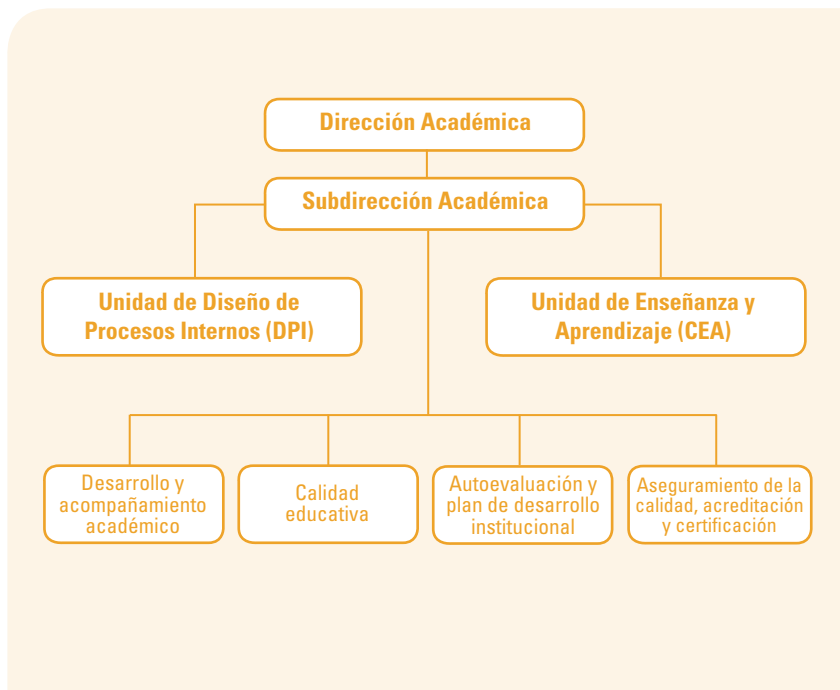 Dirección Académica
Subdirección Académica
Unidad de Diseño de
Procesos Internos (DPI)
Unidad de Enseñanza y
Aprendizaje (CEA)
Desarrollo y
acompañamiento
académico
Calidad
educativa
Autoevaluación y
plan de desarrollo
institucional
Aseguramiento de la
calidad, acreditación
y certificación